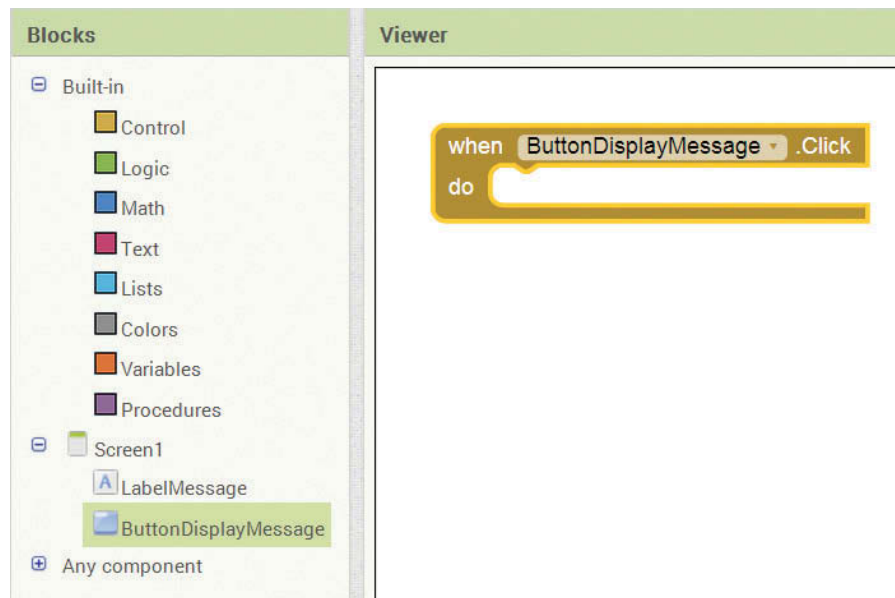 Blocks
Built-in
Control
Logic
Math
Text
Lists
Colors
Variables
Procedures
Screen1
A LabelMessage
ButtonDisplayMessage
Any component
Viewer
when ButtonDisplayMessage .Click
do